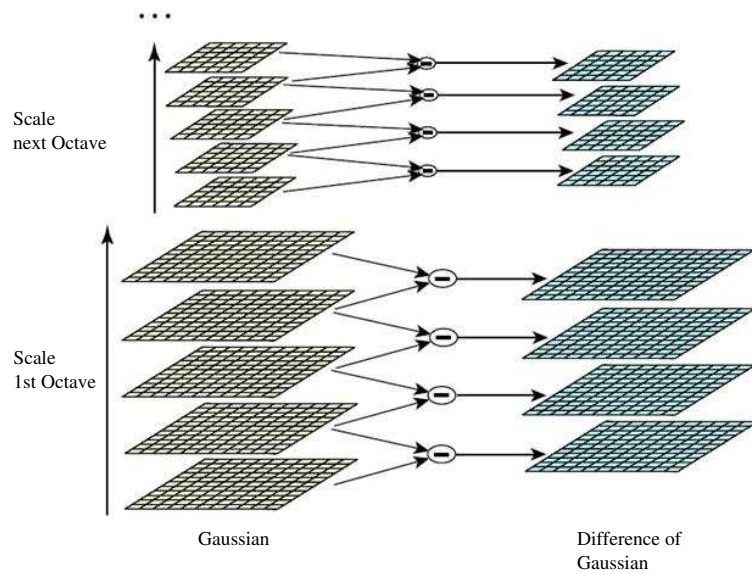 ...
Scale
next Octave
Scale
1st Octave
Gaussian
Difference of
Gaussian